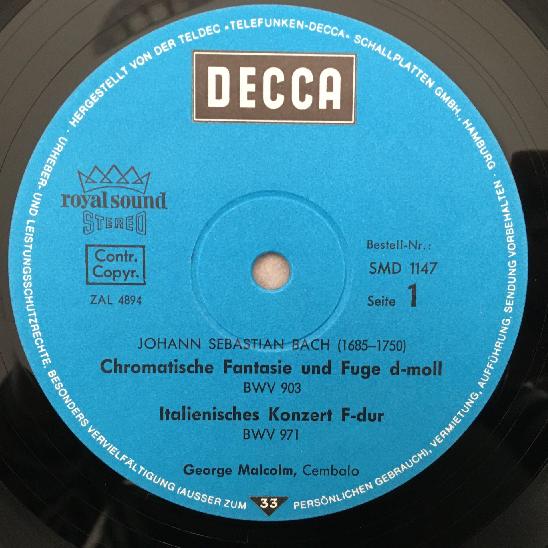 URHEBER- UND LEISTUNGSSCHUTZRECHTE, BESONDERS VERVIELFÄLTIGUNG (AUSSER ZUM PERSÖNLICHEN GEBRAUCH), VERMIETUNG, AUFFÜHRUNG, SENDUNG VORBEHALTEN · HERGESTELLT VON DER TELDEC »TELEFUNKEN-DECCA« SCHALLPLATTEN GMBH., HAMBURG ·
DECCA
royal sound
STEREO
Contr.
Copyr.
ZAL 4894
Bestell-Nr.:
SMD 1147
Seite 1
JOHANN SEBASTIAN BACH (1685–1750)
Chromatische Fantasie und Fuge d-moll
BWV 903
Italienisches Konzert F-dur
BWV 971
George Malcolm, Cembalo
33